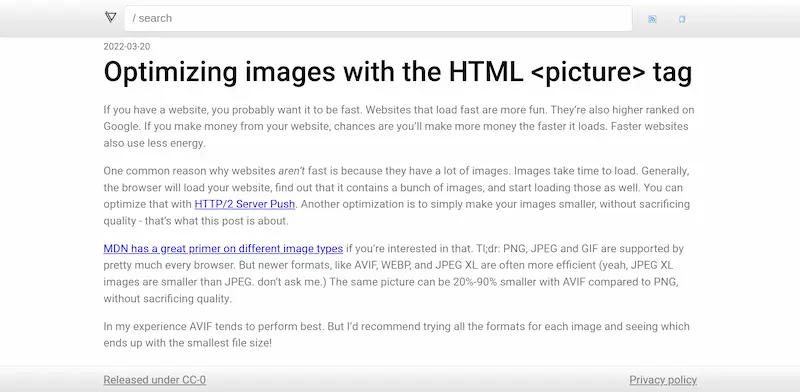 / search
2022-03-20
Optimizing images with the HTML <picture> tag
If you have a website, you probably want it to be fast. Websites that load fast are more fun. They're also higher ranked on
Google. If you make money from your website, chances are you'll make more money the faster it loads. Faster websites
also use less energy.
One common reason why websites aren't fast is because they have a lot of images. Images take time to load. Generally,
the browser will load your website, find out that it contains a bunch of images, and start loading those as well. You can
optimize that with HTTP/2 Server Push. Another optimization is to simply make your images smaller, without sacrificing
quality - that's what this post is about.
MDN has a great primer on different image types if you're interested in that. Tl;dr: PNG, JPEG and GIF are supported by
pretty much every browser. But newer formats, like AVIF, WEBP, and JPEG XL are often more efficient (yeah, JPEG XL
images are smaller than JPEG. don't ask me.) The same picture can be 20%-90% smaller with AVIF compared to PNG,
without sacrificing quality.
In my experience AVIF tends to perform best. But I'd recommend trying all the formats for each image and seeing which
ends up with the smallest file size!
Released under CC-0
Privacy policy